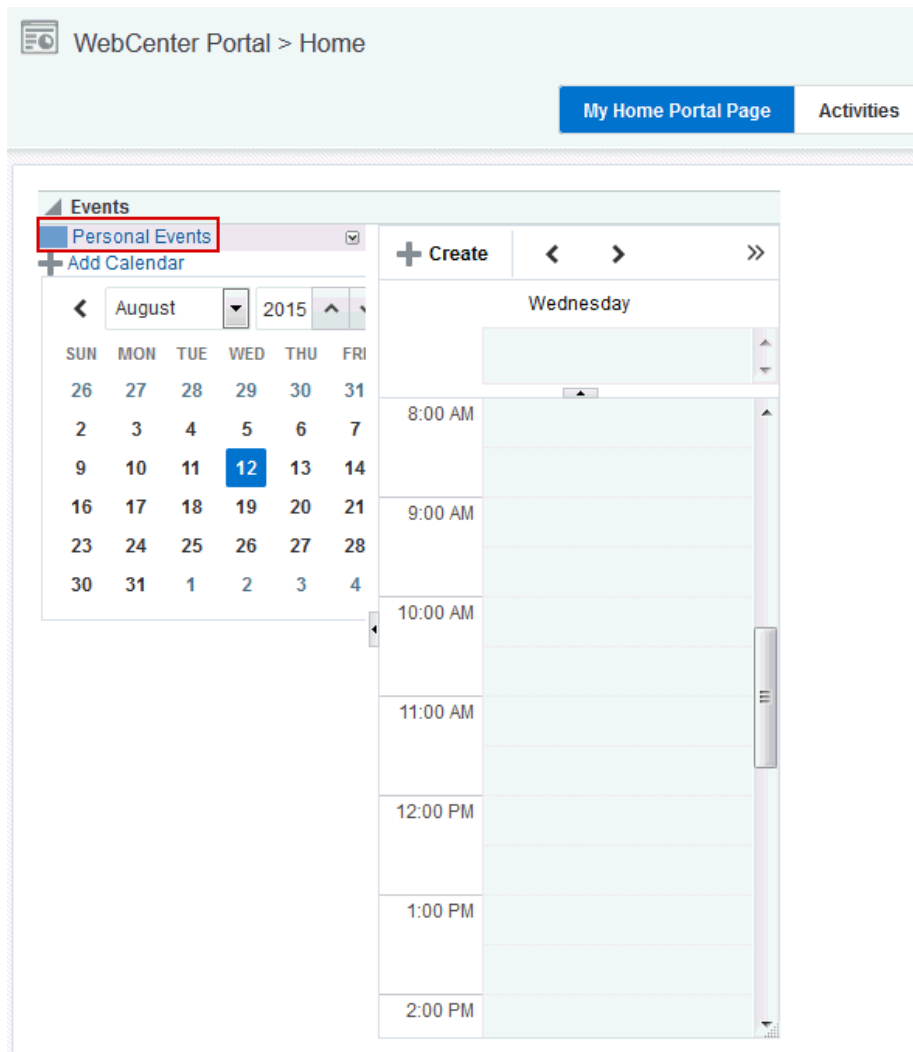 WebCenter Portal > Home
My Home Portal Page Activities
Events
Personal Events
Add Calendar
August 2015
SUN MON TUE WED THU FRI
26 27 28 29 30 31
2 3 4 5 6 7
9 10 11 12 13 14
16 17 18 19 20 21
23 24 25 26 27 28
30 31 1 2 3 4
Create
Wednesday
8:00 AM
9:00 AM
10:00 AM
11:00 AM
12:00 PM
1:00 PM
2:00 PM